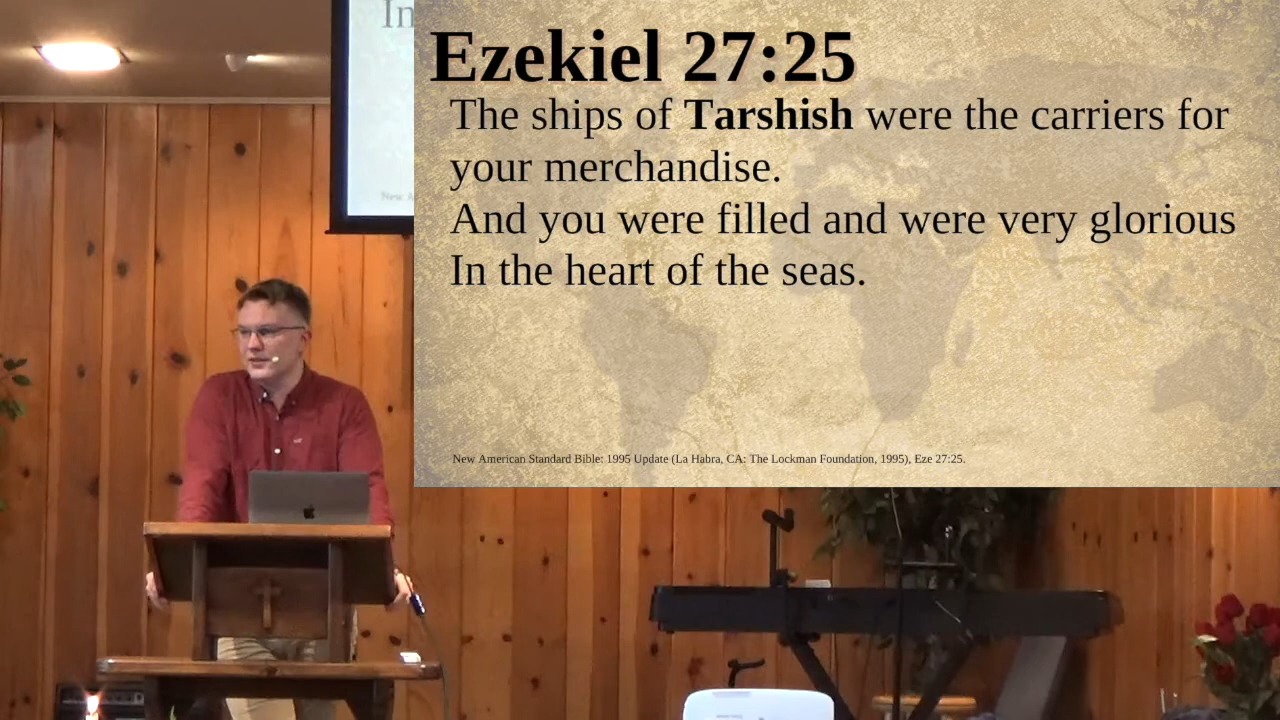 In
New A
Ezekiel 27:25
The ships of Tarshish were the carriers for
your merchandise.
And you were filled and were very glorious
In the heart of the seas.
New American Standard Bible: 1995 Update (La Habra, CA: The Lockman Foundation, 1995), Eze 27:25.